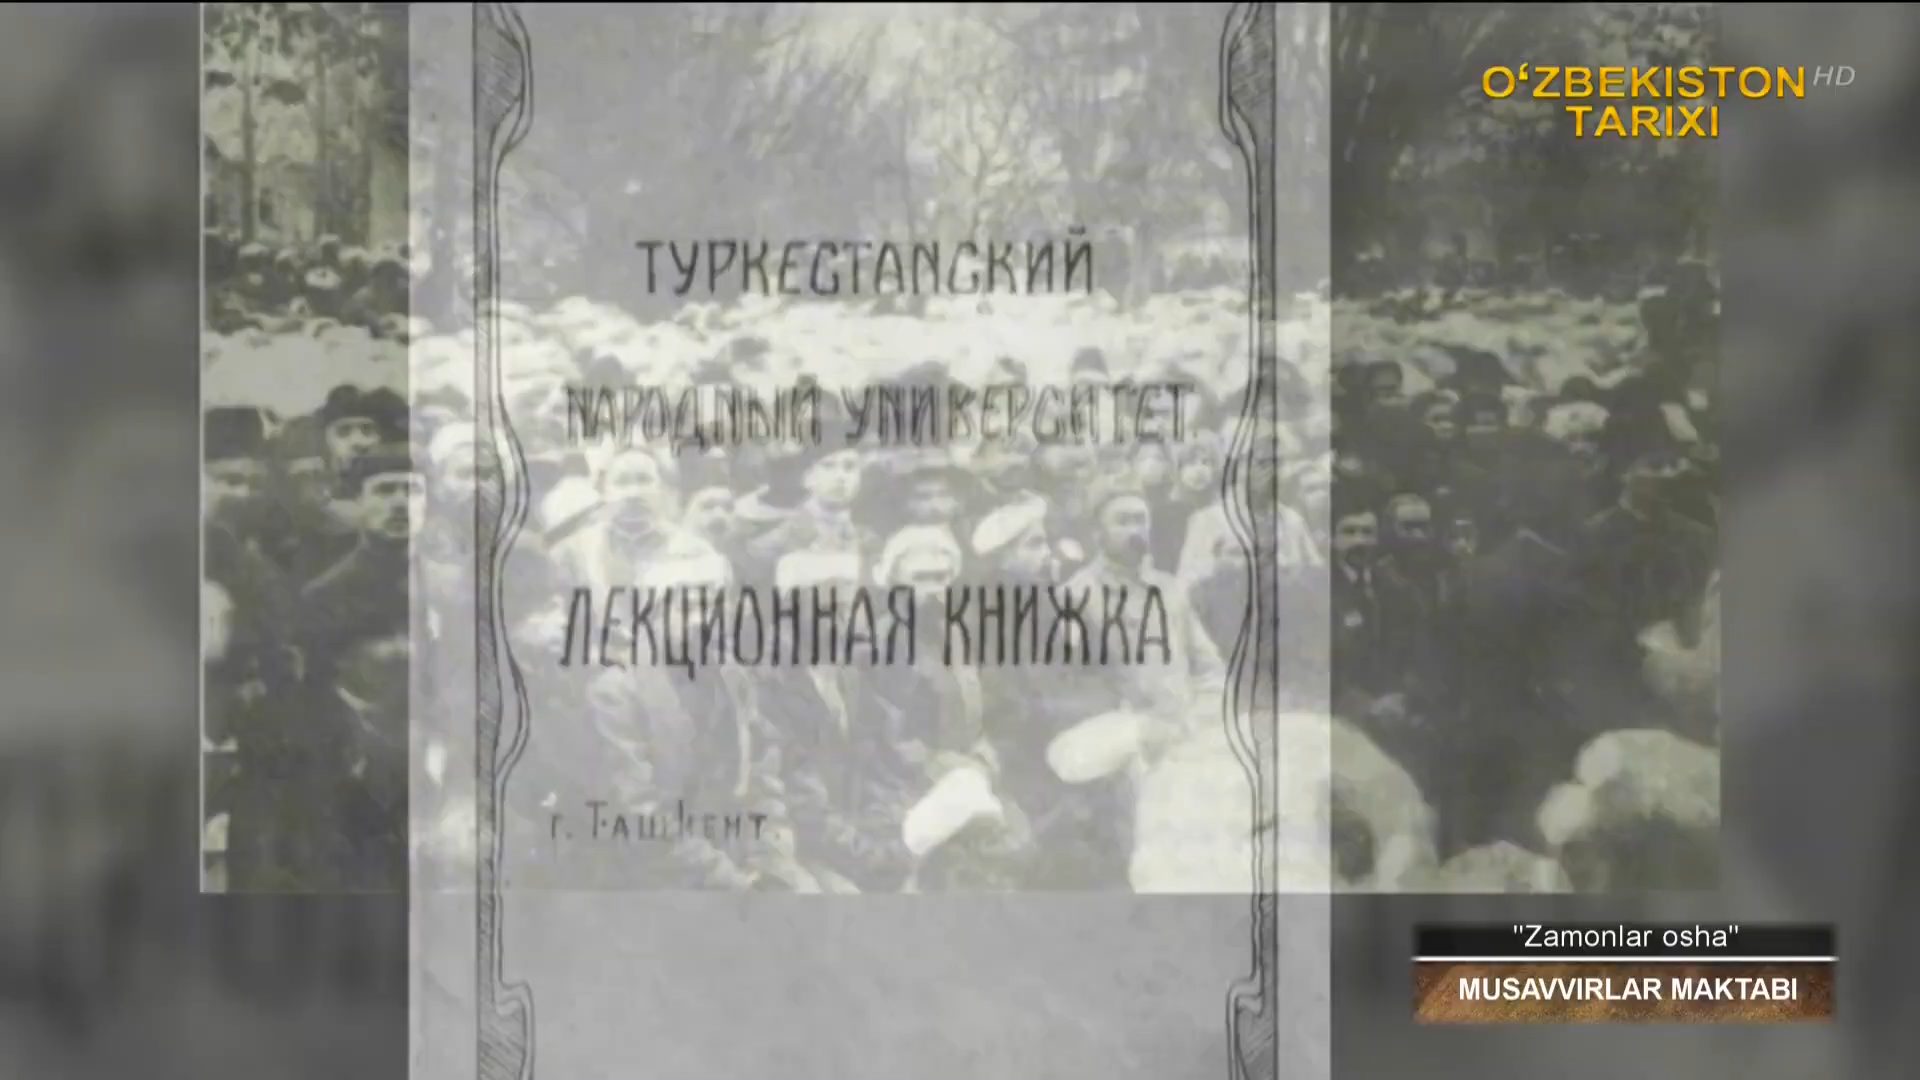 O‘ZBEKISTON HD
TARIXI
ТУРКЕСТАНСКИЙ
НАРОДНЫЙ УНИВЕРСИТЕТ.
ЛЕКЦИОННАЯ КНИЖКА
г. Ташкент.
"Zamonlar osha"
MUSAVVIRLAR MAKTABI